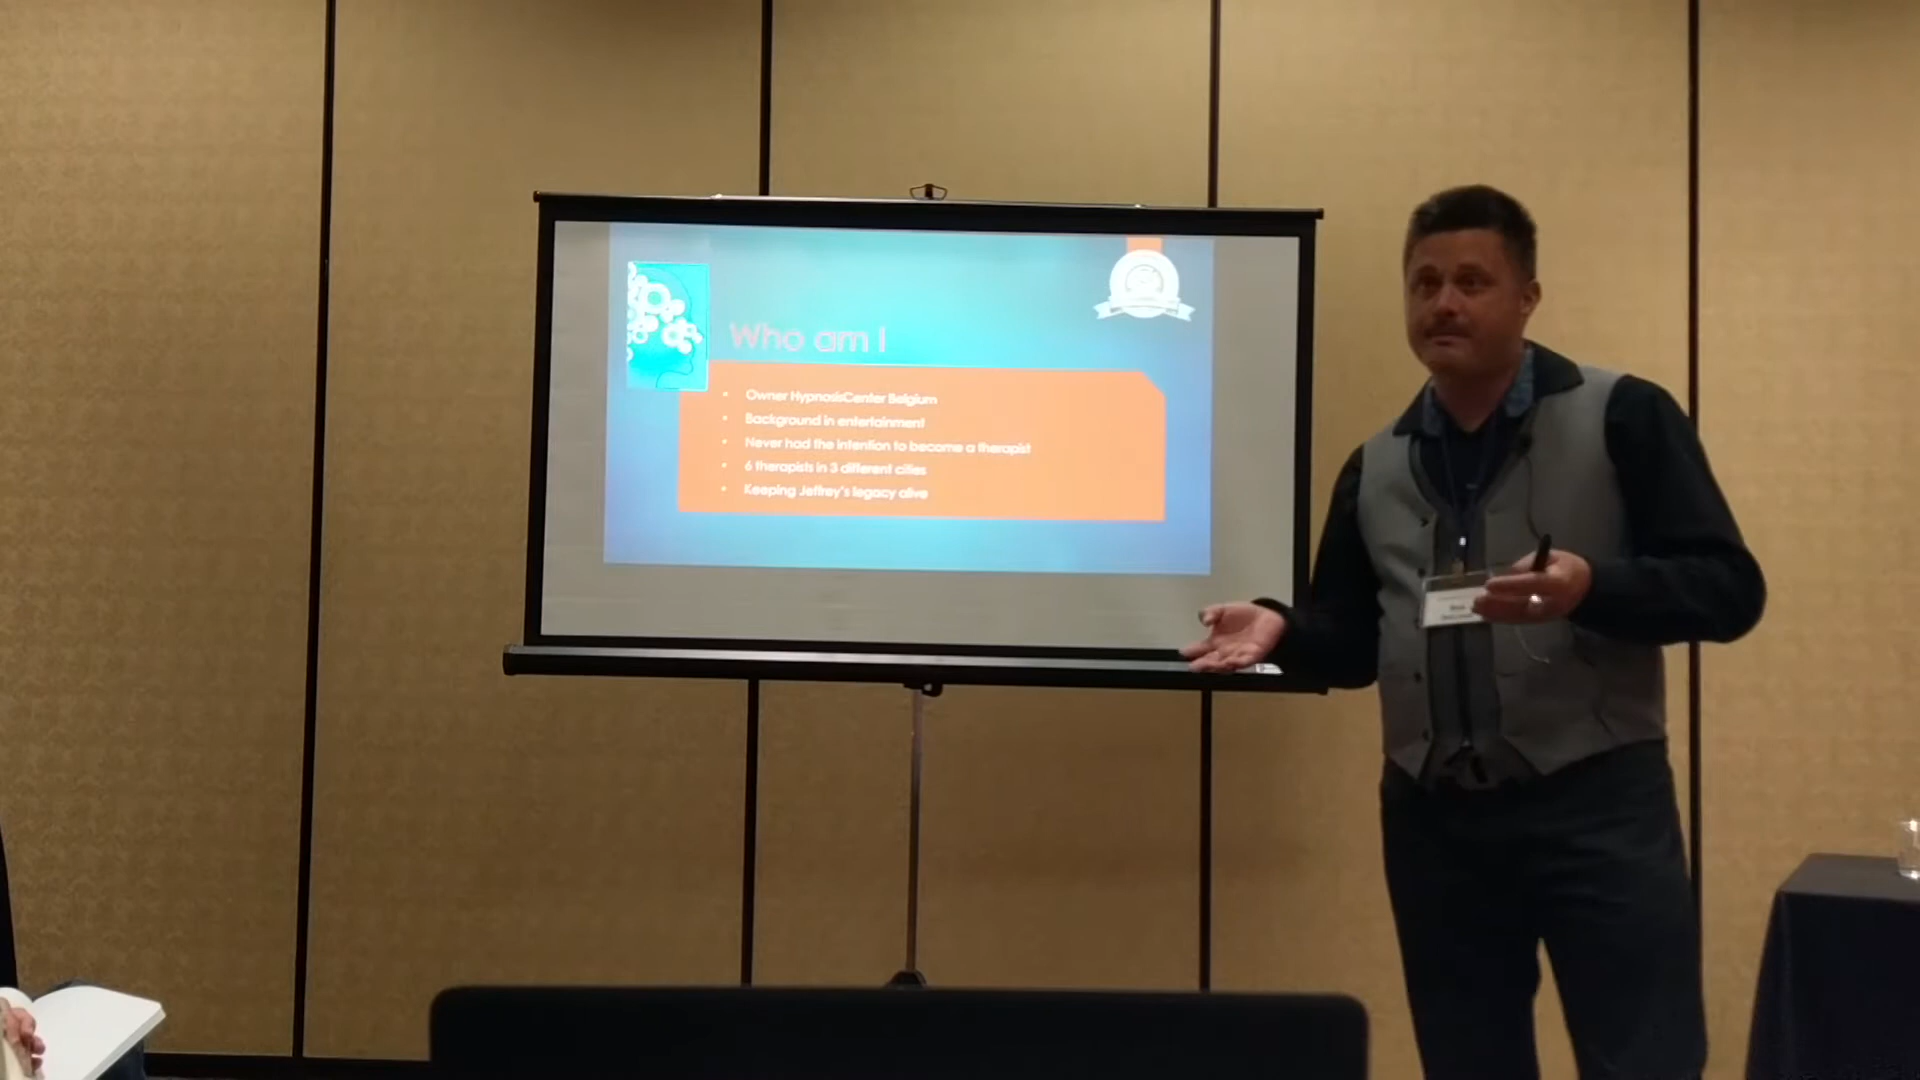 Who am I
Owner HypnosisCenter Belgium
Background in entertainment
Never had the intention to become a therapist
6 therapists in 3 different cities
Keeping Jeffrey's legacy alive